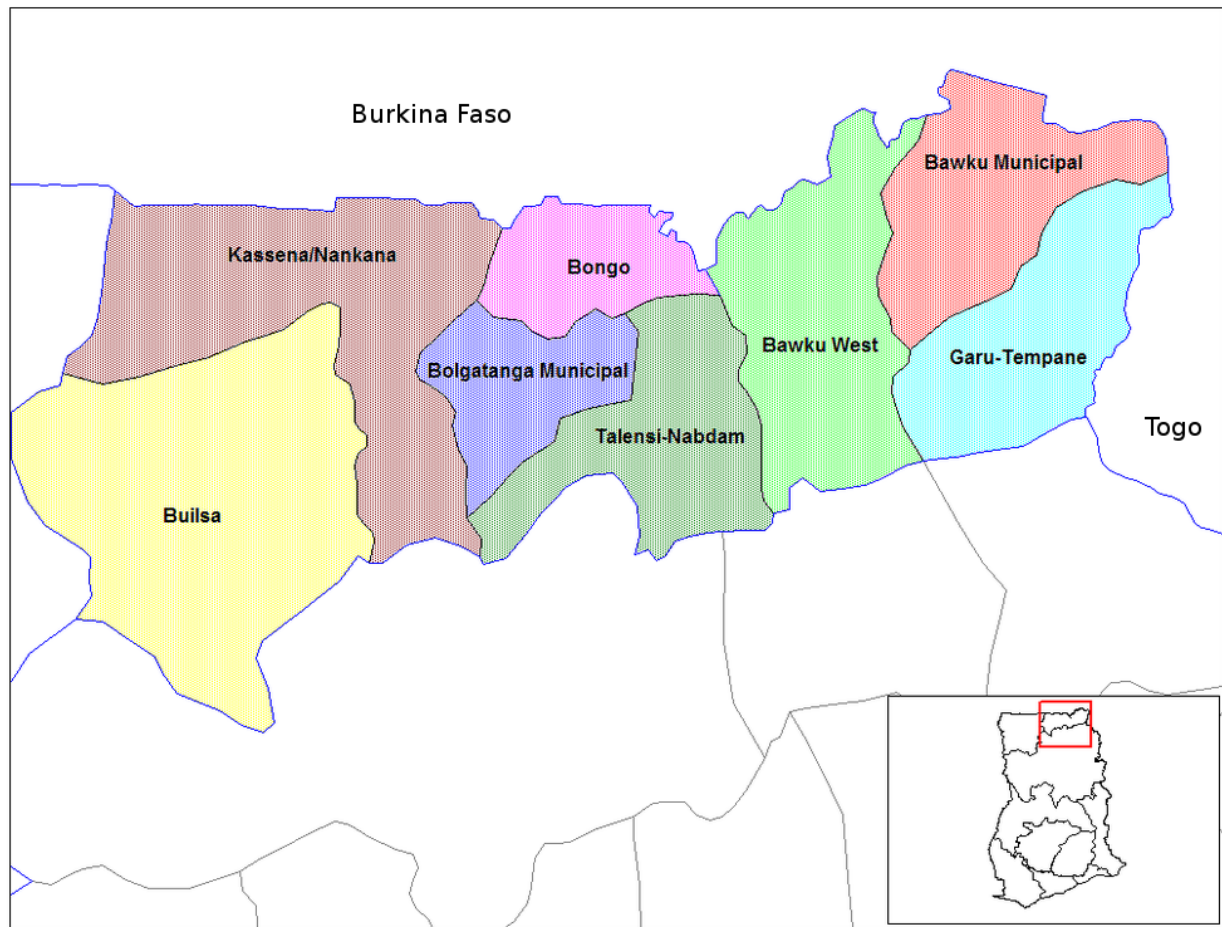 Burkina Faso
Bawku Municipal
Kassena/Nankana
Bongo
Bawku West
Garu-Tempane
Bolgatanga Municipal
Talensi-Nabdam
Togo
Builsa